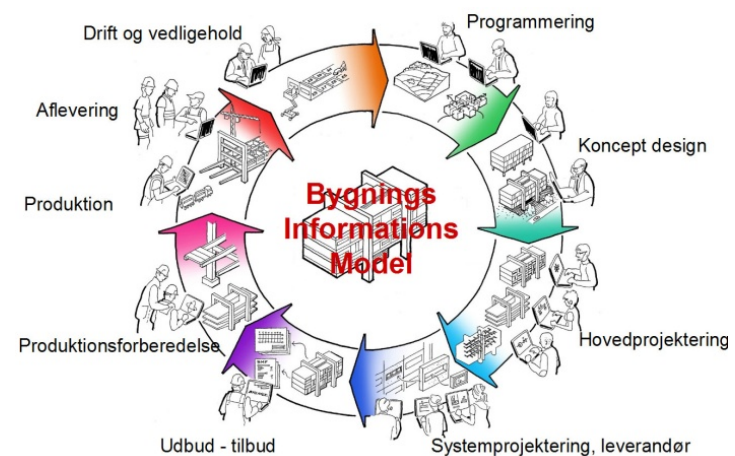 Drift og vedligehold
Programmering
Aflevering
Koncept design
Produktion
Bygnings
Informations
Model
Produktionsforberedelse
Hovedprojektering
Udbud - tilbud
Systemprojektering, leverandør